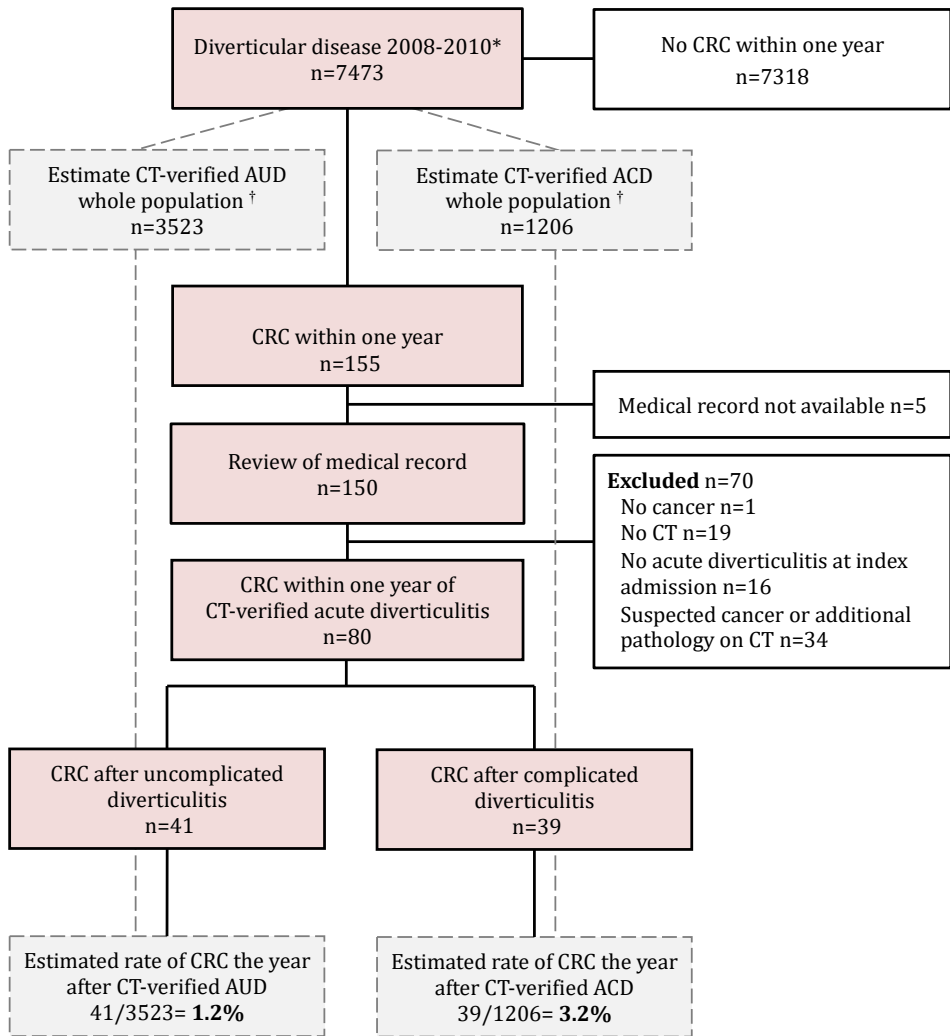 Diverticular disease 2008-2010*
n=7473
No CRC within one year
n=7318
Estimate CT-verified AUD
whole population †
n=3523
Estimate CT-verified ACD
whole population †
n=1206
CRC within one year
n=155
Medical record not available n=5
Review of medical record
n=150
Excluded n=70
No cancer n=1
No CT n=19
No acute diverticulitis at index
admission n=16
Suspected cancer or additional
pathology on CT n=34
CRC within one year of
CT-verified acute diverticulitis
n=80
CRC after uncomplicated
diverticulitis
n=41
CRC after complicated
diverticulitis
n=39
Estimated rate of CRC the year
after CT-verified AUD
41/3523= 1.2%
Estimated rate of CRC the year
after CT-verified ACD
39/1206= 3.2%